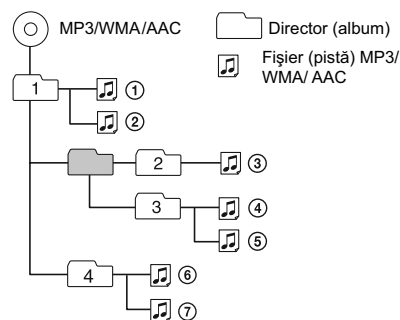 MP3/WMA/AAC
Director (album)
Fişier (pistă) MP3/
WMA/ AAC
1
①
②
2
③
3
④
⑤
4
⑥
⑦